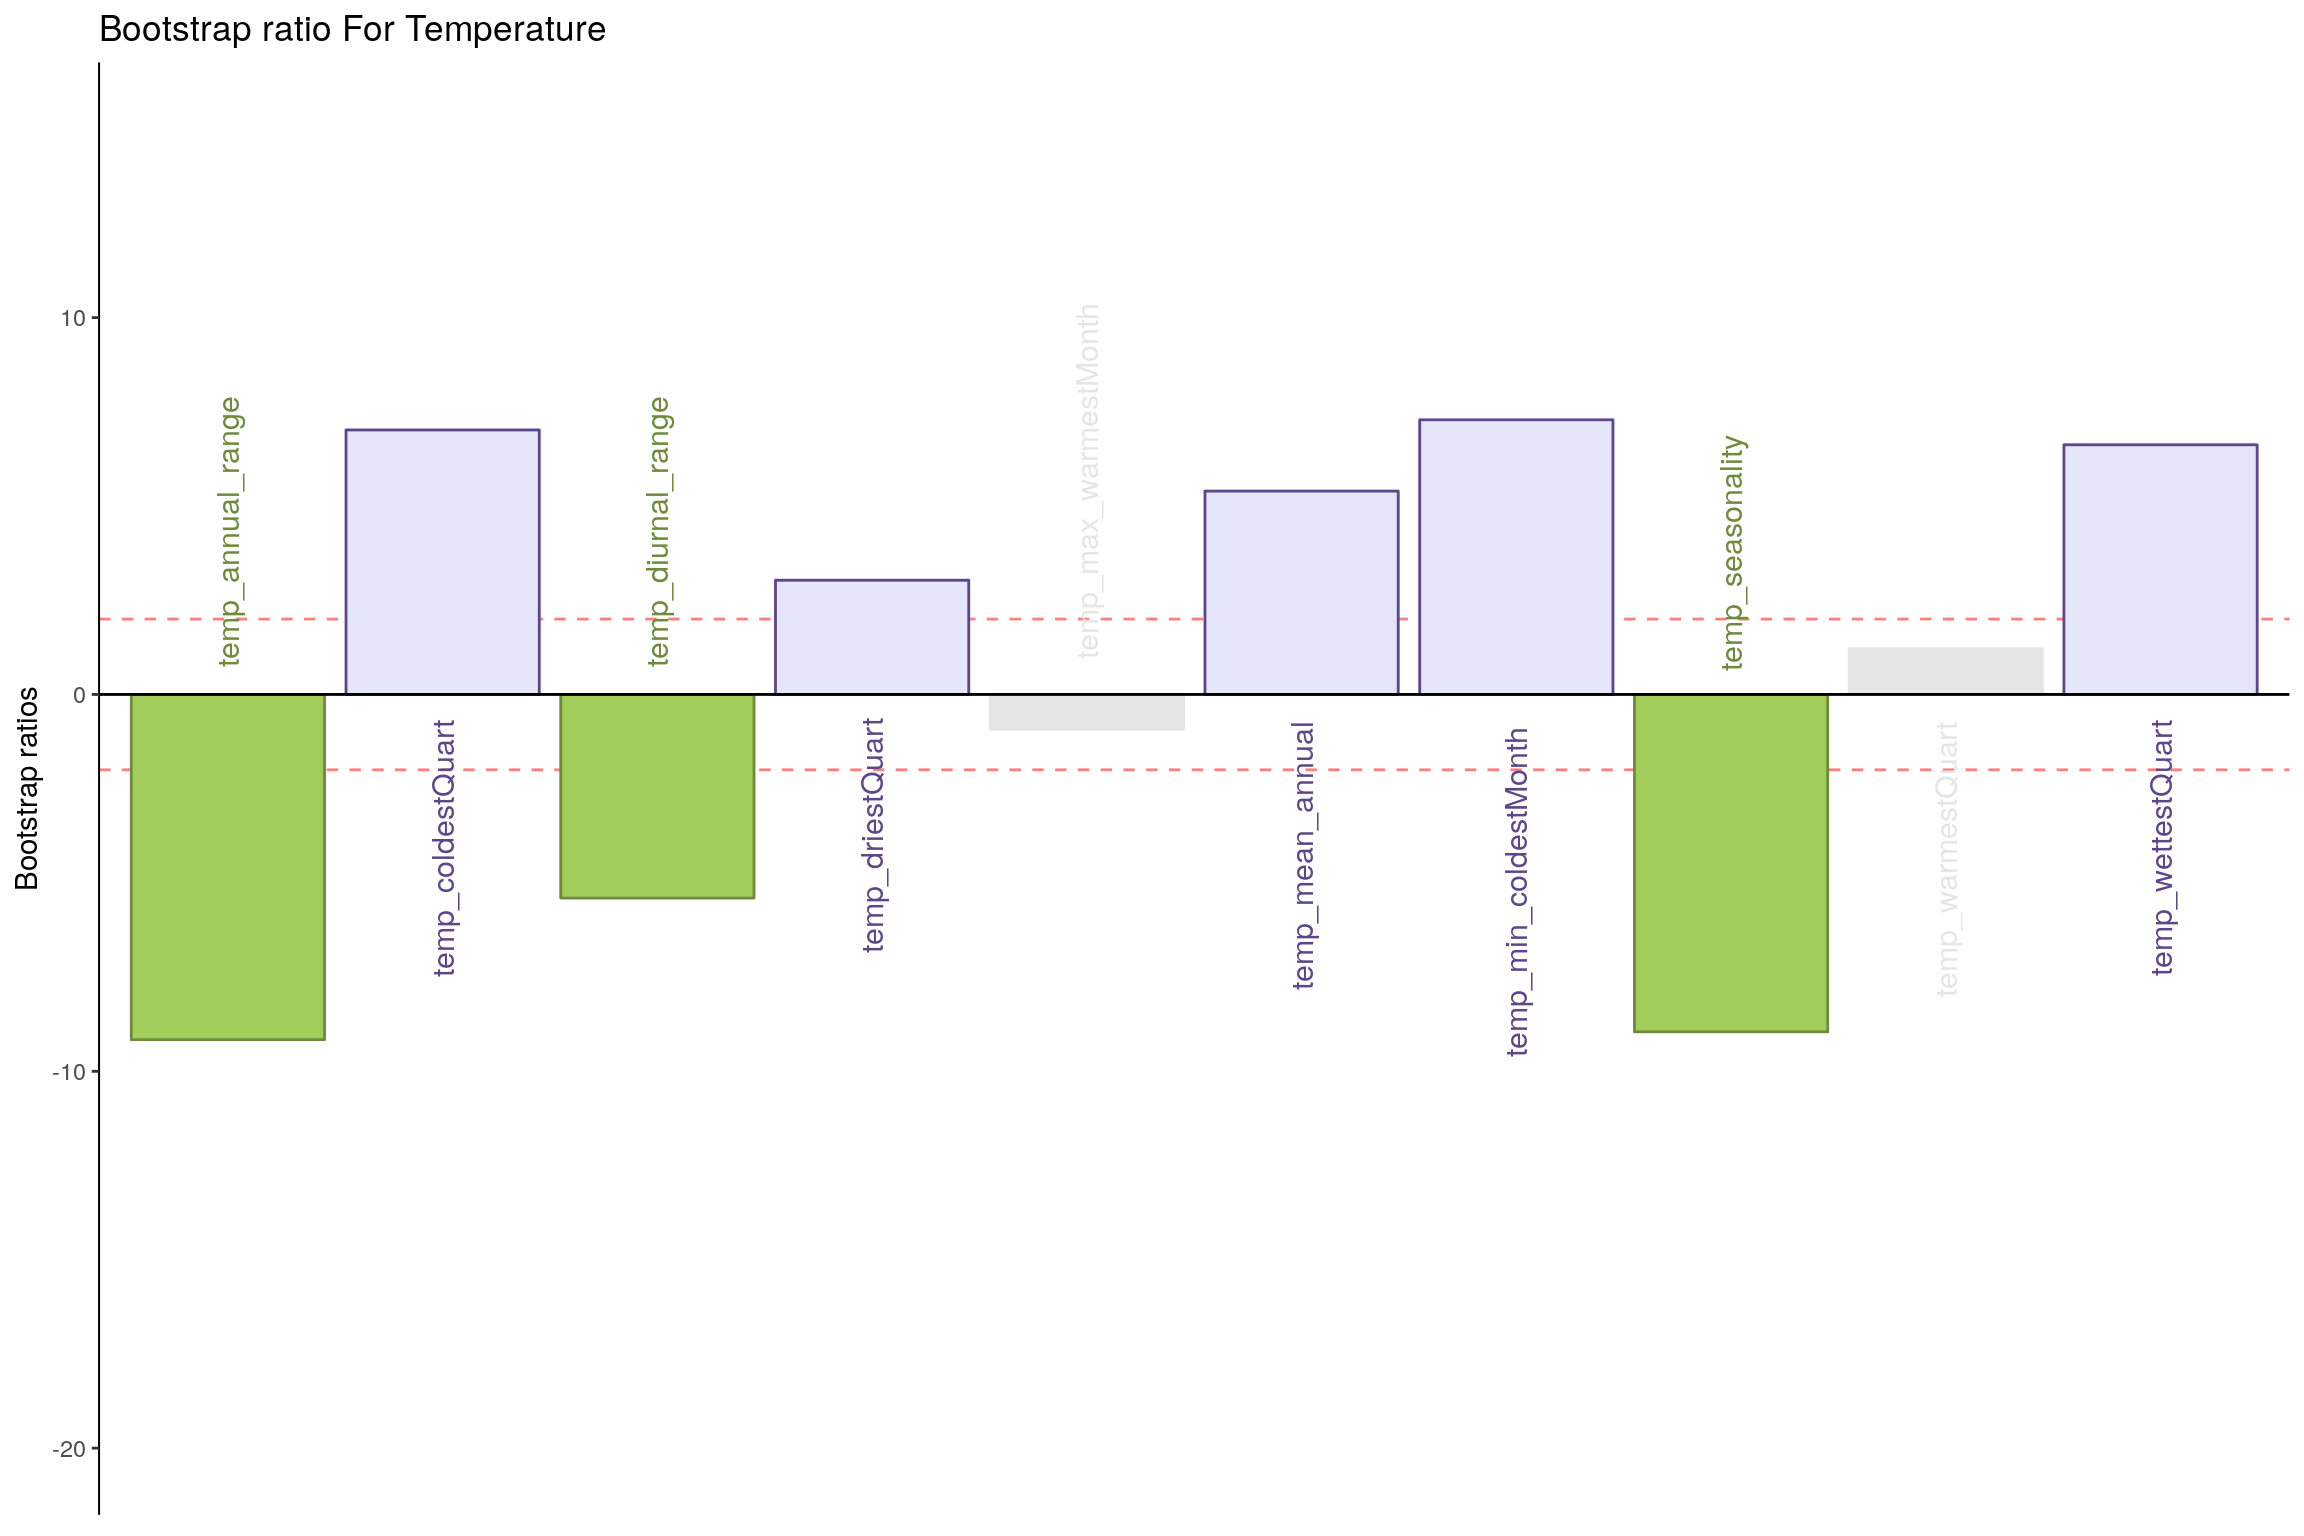 Bootstrap ratio For Temperature
Bootstrap ratios
10
0
-10
-20
temp_annual_range
temp_coldestQuart
temp_diurnal_range
temp_driestQuart
temp_max_warmestMonth
temp_mean_annual
temp_min_coldestMonth
temp_seasonality
temp_warmestQuart
temp_wettestQuart